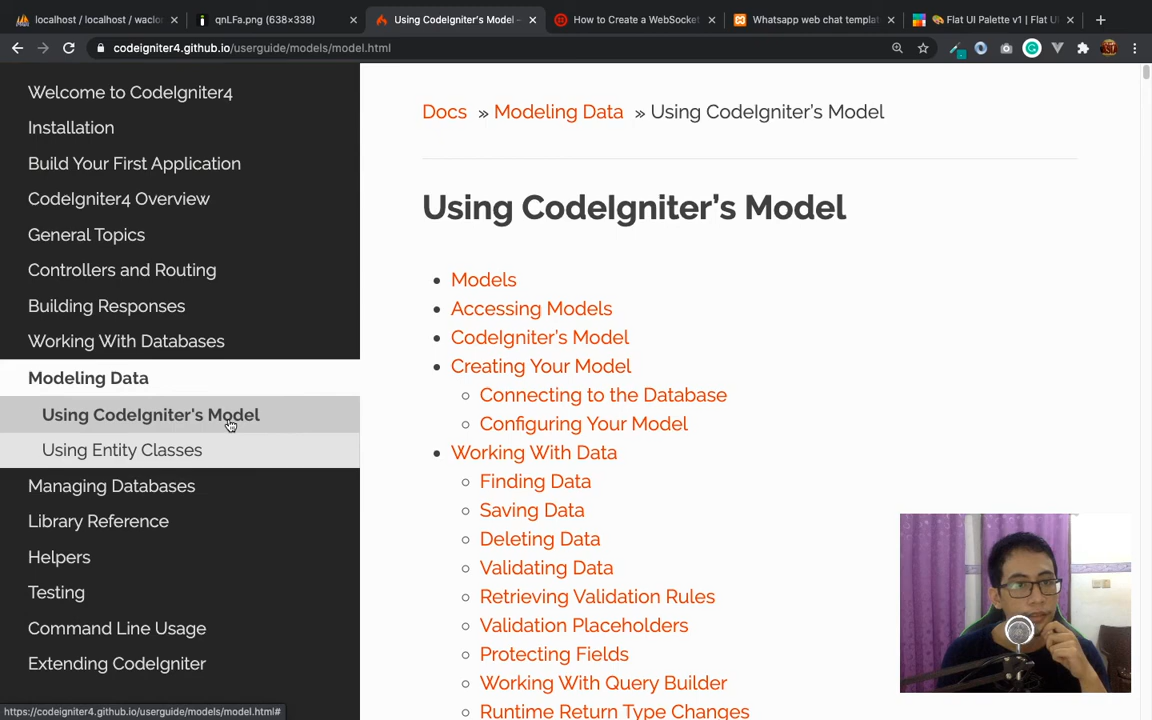 localhost / localhost / wacio
qnLFa.png (638×338)
Using CodeIgniter's Model —
How to Create a WebSocket
Whatsapp web chat templat
Flat UI Palette v1 | Flat U
codeigniter4.github.io/userguide/models/model.html
Welcome to CodeIgniter4
Installation
Build Your First Application
CodeIgniter4 Overview
General Topics
Controllers and Routing
Building Responses
Working With Databases
Modeling Data
Using CodeIgniter's Model
Using Entity Classes
Managing Databases
Library Reference
Helpers
Testing
Command Line Usage
Extending CodeIgniter
https://codeigniter4.github.io/userguide/models/model.html#
Docs » Modeling Data » Using CodeIgniter’s Model
Using CodeIgniter’s Model
Models
Accessing Models
CodeIgniter’s Model
Creating Your Model
Connecting to the Database
Configuring Your Model
Working With Data
Finding Data
Saving Data
Deleting Data
Validating Data
Retrieving Validation Rules
Validation Placeholders
Protecting Fields
Working With Query Builder
Runtime Return Type Changes